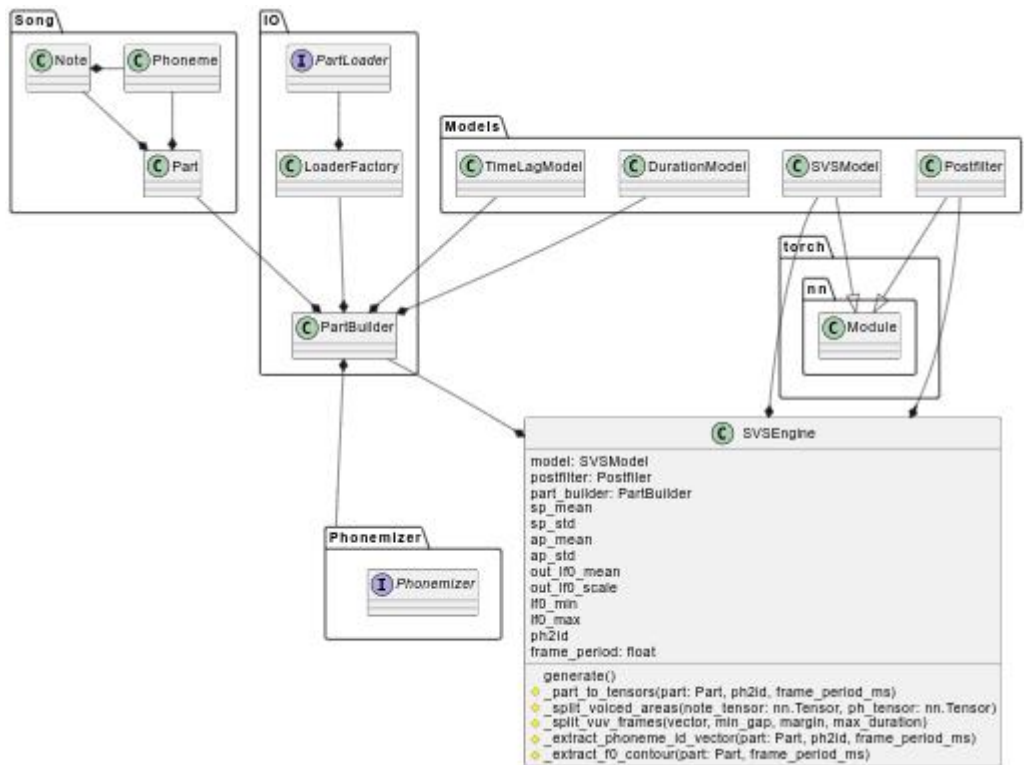 Song
IO
C Note
C Phoneme
I PartLoader
Models
C Part
C LoaderFactory
C TimeLagModel
C DurationModel
C SVSModel
C Postfilter
torch
nn
C PartBuilder
C Module
C SVSEngine
model: SVSModel
postfilter: Postfiler
part_builder: PartBuilder
sp_mean
sp_std
ap_mean
ap_std
out_lf0_mean
out_lf0_scale
lf0_min
lf0_max
ph2id
frame_period: float
Phonemizer
I Phonemizer
generate()
_part_to_tensors(part: Part, ph2id, frame_period_ms)
_split_voiced_areas(note_tensor: nn.Tensor, ph_tensor: nn.Tensor)
_split_vuv_frames(vector, min_gap, margin, max_duration)
_extract_phoneme_id_vector(part: Part, ph2id, frame_period_ms)
_extract_f0_contour(part: Part, frame_period_ms)